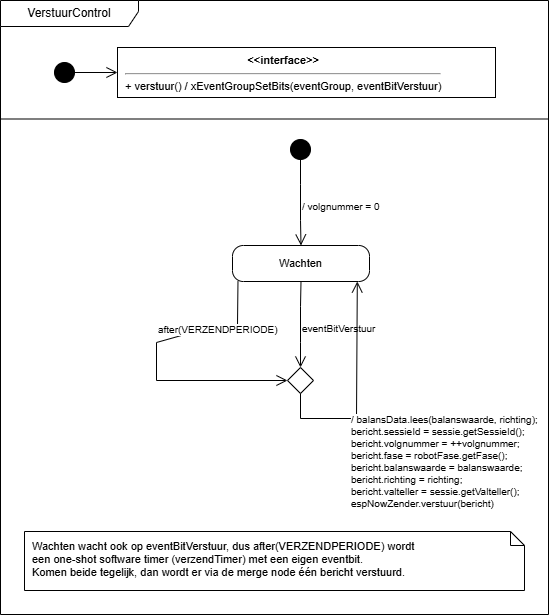 VerstuurControl
<<interface>>
+ verstuur() / xEventGroupSetBits(eventGroup, eventBitVerstuur)
/ volgnummer = 0
Wachten
after(VERZENDPERIODE)
eventBitVerstuur
/ balansData.lees(balanswaarde, richting);
bericht.sessieId = sessie.getSessieId();
bericht.volgnummer = ++volgnummer;
bericht.fase = robotFase.getFase();
bericht.balanswaarde = balanswaarde;
bericht.richting = richting;
bericht.valteller = sessie.getValteller();
espNowZender.verstuur(bericht)
Wachten wacht ook op eventBitVerstuur, dus after(VERZENDPERIODE) wordt
een one-shot software timer (verzendTimer) met een eigen eventbit.
Komen beide tegelijk, dan wordt er via de merge node één bericht verstuurd.